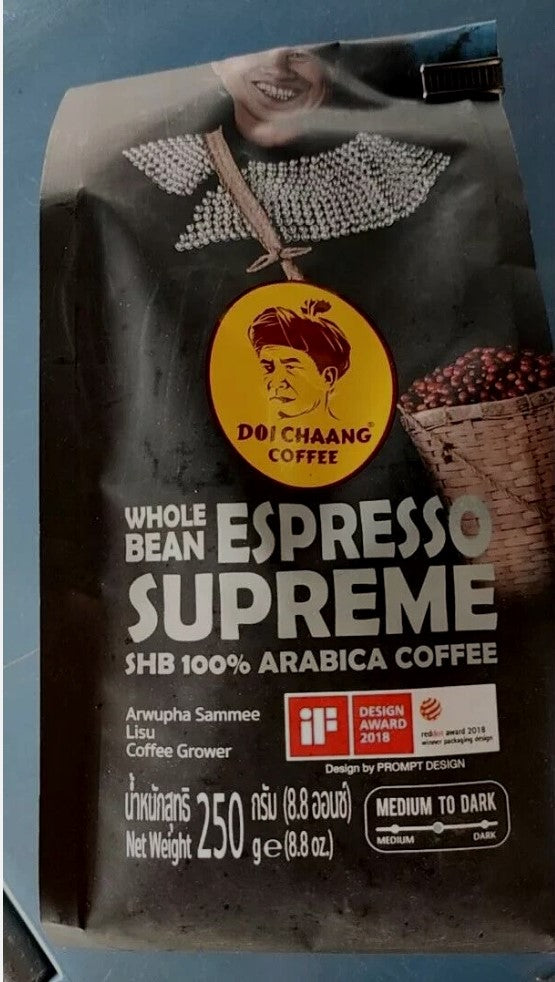 DOI CHAANG®
COFFEE
WHOLE
BEAN
ESPRESSO
SUPREME
SHB 100% ARABICA COFFEE
Arwupha Sammee
Lisu
Coffee Grower
iF
DESIGN
AWARD
2018
reddot award 2018
winner packaging design
Design by PROMPT DESIGN
น้ำหนักสุทธิ 250 กรัม (8.8 ออนซ์)
Net Weight g e (8.8 oz.)
MEDIUM TO DARK
MEDIUM DARK